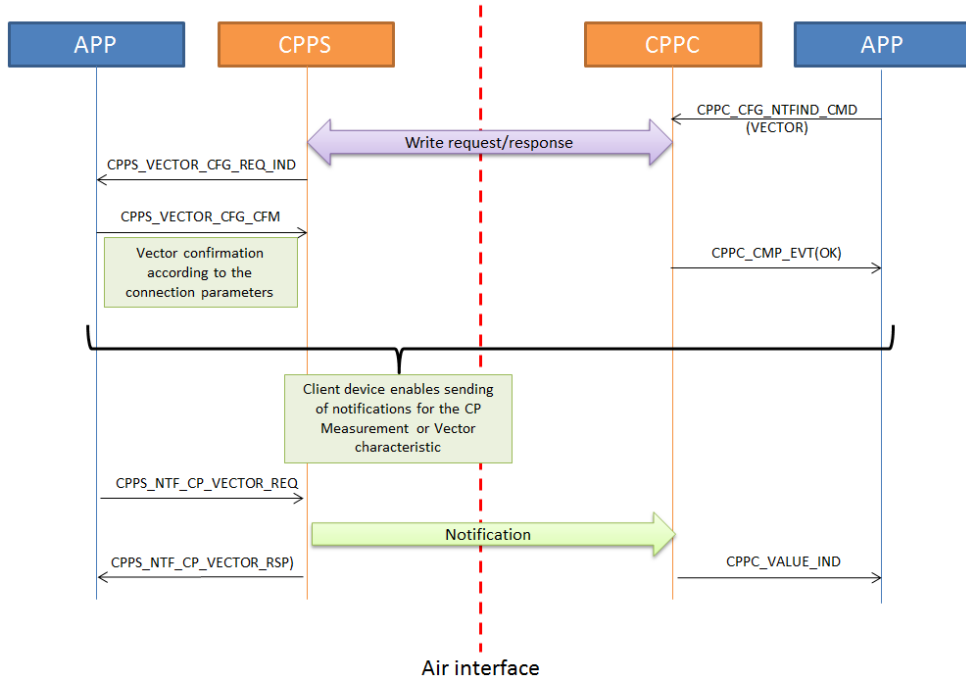 APP
CPPS
CPPC
APP
CPPC_CFG_NTFIND_CMD
(VECTOR)
Write request/response
CPPS_VECTOR_CFG_REQ_IND
CPPS_VECTOR_CFG_CFM
Vector confirmation
according to the
connection parameters
CPPC_CMP_EVT(OK)
Client device enables sending
of notifications for the CP
Measurement or Vector
characteristic
CPPS_NTF_CP_VECTOR_REQ
Notification
CPPS_NTF_CP_VECTOR_RSP)
CPPC_VALUE_IND
Air interface